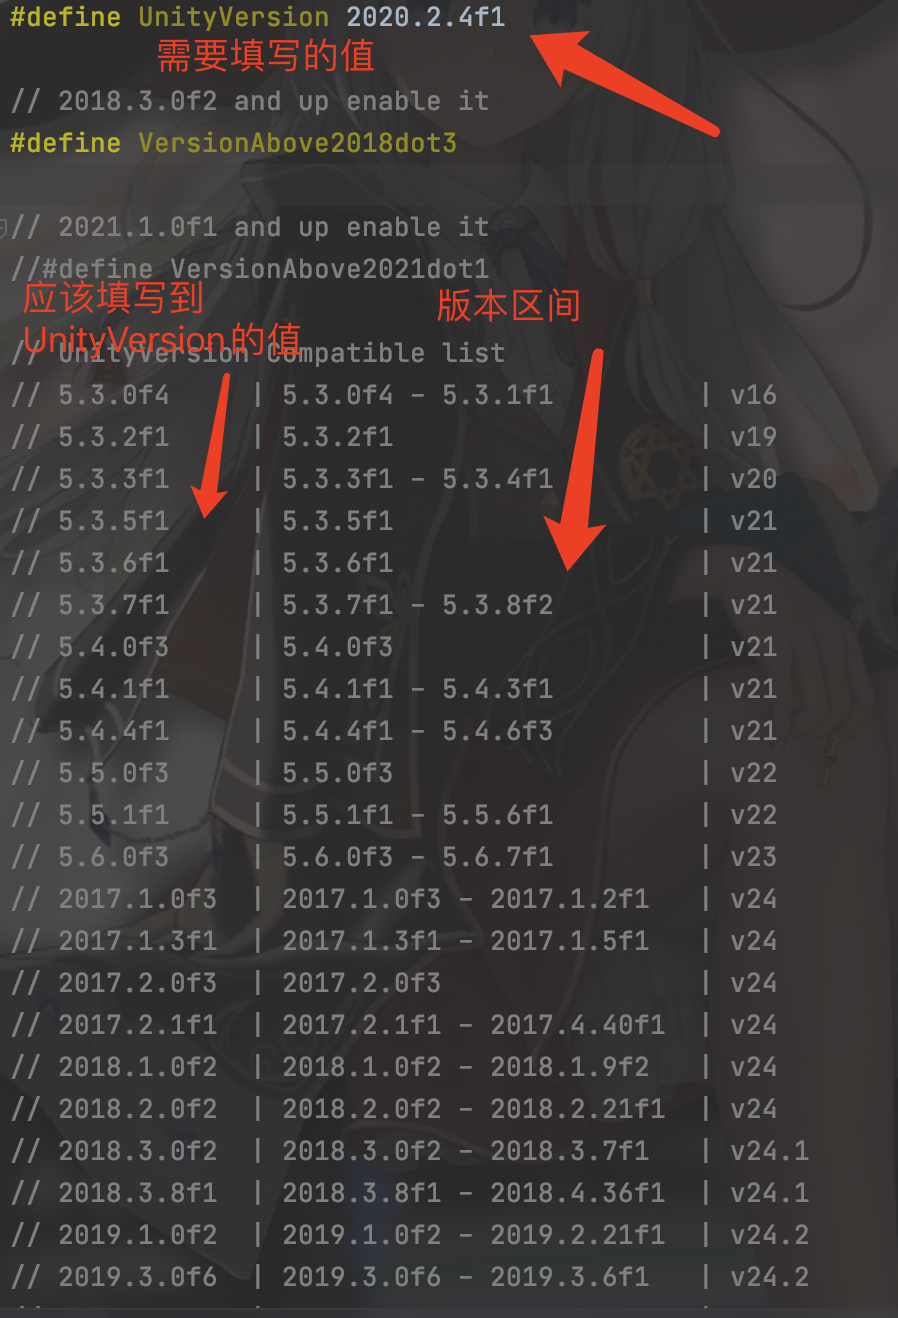 #define UnityVersion 2020.2.4f1
需要填写的值
// 2018.3.0f2 and up enable it
#define VersionAbove2018dot3
// 2021.1.0f1 and up enable it
//#define VersionAbove2021dot1
应该填写到
UnityVersion的值
版本区间
// UnityVersion Compatible list
// 5.3.0f4 | 5.3.0f4 - 5.3.1f1 | v16
// 5.3.2f1 | 5.3.2f1 | v19
// 5.3.3f1 | 5.3.3f1 - 5.3.4f1 | v20
// 5.3.5f1 | 5.3.5f1 | v21
// 5.3.6f1 | 5.3.6f1 | v21
// 5.3.7f1 | 5.3.7f1 - 5.3.8f2 | v21
// 5.4.0f3 | 5.4.0f3 | v21
// 5.4.1f1 | 5.4.1f1 - 5.4.3f1 | v21
// 5.4.4f1 | 5.4.4f1 - 5.4.6f3 | v21
// 5.5.0f3 | 5.5.0f3 | v22
// 5.5.1f1 | 5.5.1f1 - 5.5.6f1 | v22
// 5.6.0f3 | 5.6.0f3 - 5.6.7f1 | v23
// 2017.1.0f3 | 2017.1.0f3 - 2017.1.2f1 | v24
// 2017.1.3f1 | 2017.1.3f1 - 2017.1.5f1 | v24
// 2017.2.0f3 | 2017.2.0f3 | v24
// 2017.2.1f1 | 2017.2.1f1 - 2017.4.40f1 | v24
// 2018.1.0f2 | 2018.1.0f2 - 2018.1.9f2 | v24
// 2018.2.0f2 | 2018.2.0f2 - 2018.2.21f1 | v24
// 2018.3.0f2 | 2018.3.0f2 - 2018.3.7f1 | v24.1
// 2018.3.8f1 | 2018.3.8f1 - 2018.4.36f1 | v24.1
// 2019.1.0f2 | 2019.1.0f2 - 2019.2.21f1 | v24.2
// 2019.3.0f6 | 2019.3.0f6 - 2019.3.6f1 | v24.2